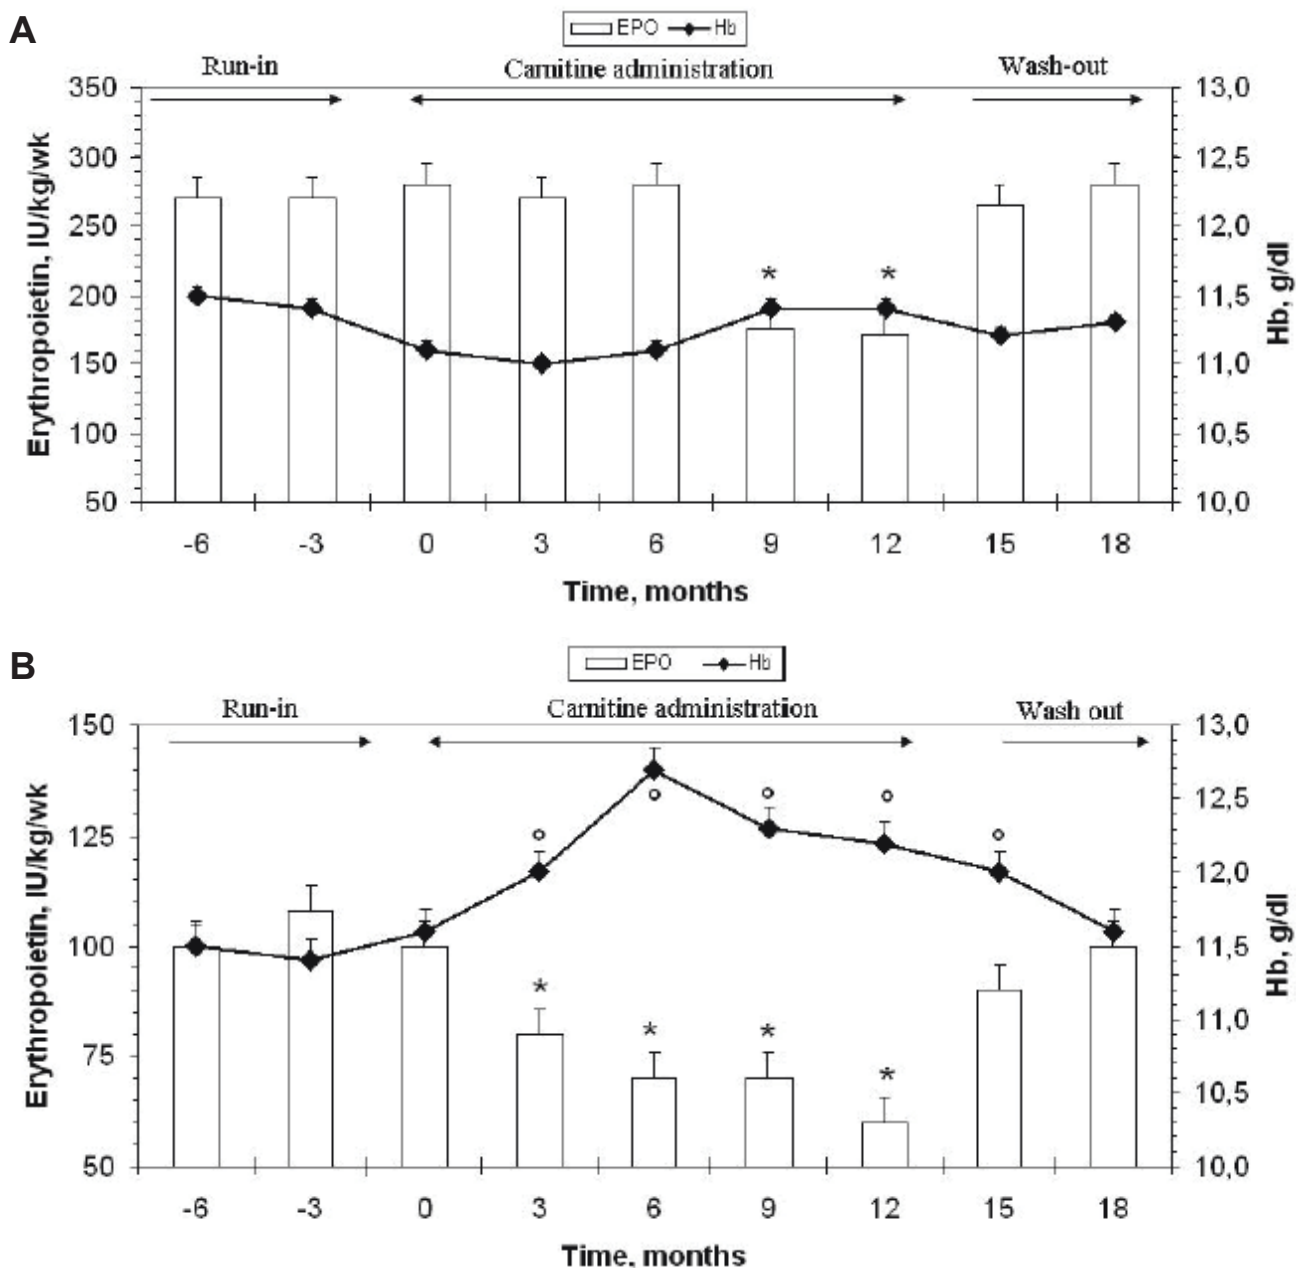 A
EPO Hb
Run-in Carnitine administration Wash-out
350 13,0
300 12,5
250 12,0
200 11,5
150 11,0
100 10,5
50 10,0
Erythropoietin, IU/kg/wk
Hb, g/dl
* *
-6 -3 0 3 6 9 12 15 18
Time, months
B
EPO Hb
Run-in Carnitine administration Wash out
150 13,0
12,5
125
12,0
100 11,5
11,0
75
10,5
50 10,0
Erythropoietin, IU/kg/wk
Hb, g/dl
* * * *
-6 -3 0 3 6 9 12 15 18
Time, months